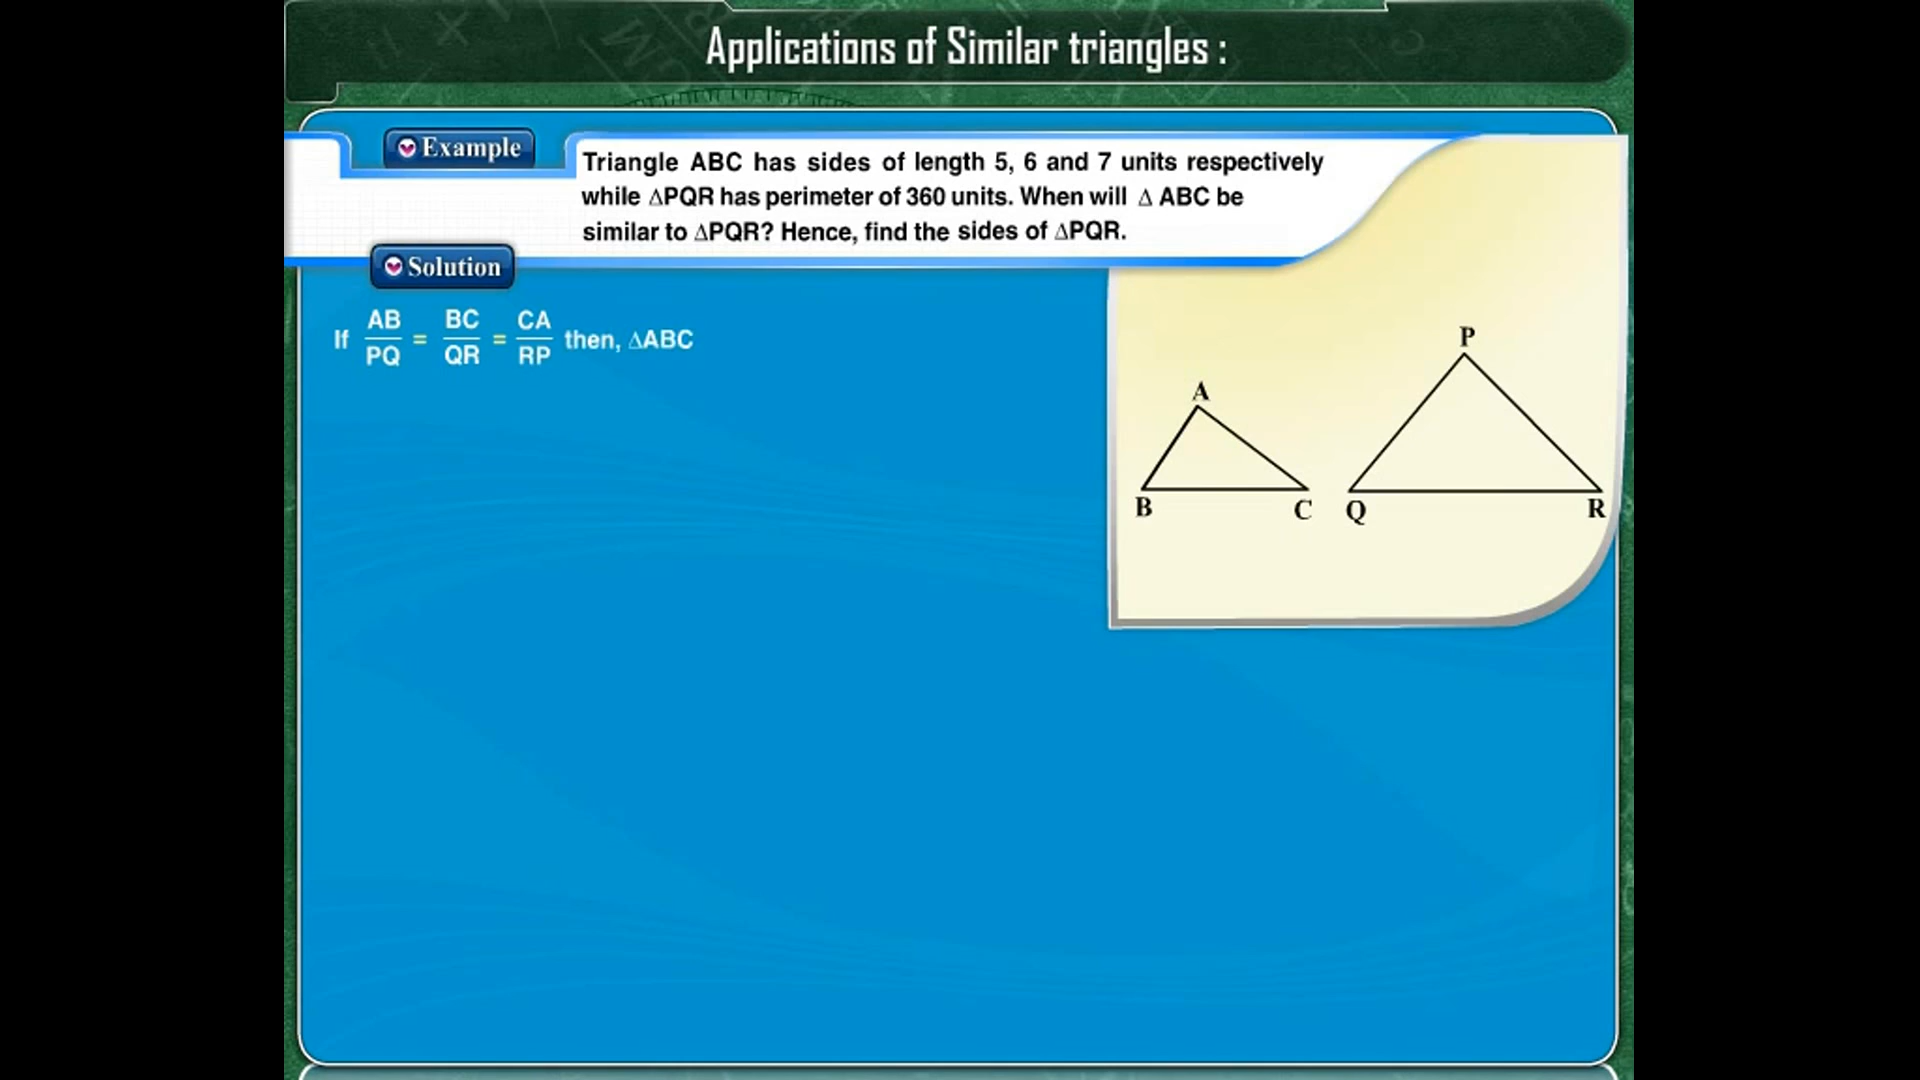 Applications of Similar triangles :
Example
Triangle ABC has sides of length 5, 6 and 7 units respectively
while ΔPQR has perimeter of 360 units. When will Δ ABC be
similar to ΔPQR? Hence, find the sides of ΔPQR.
Solution
If AB/PQ = BC/QR = CA/RP then, ΔABC
P
A
B
C
Q
R